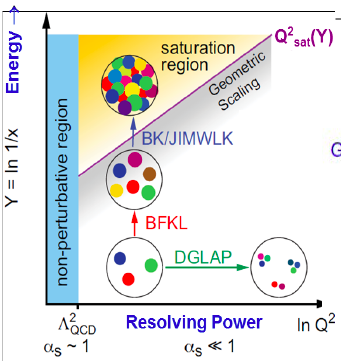 Energy →
Y = ln 1/x
non-perturbative region
saturation
region
Q²sat(Y)
Geometric
Scaling
BK/JIMWLK
BFKL
DGLAP
G
Λ²QCD
Resolving Power
ln Q²
αs ~ 1
αs ≪ 1